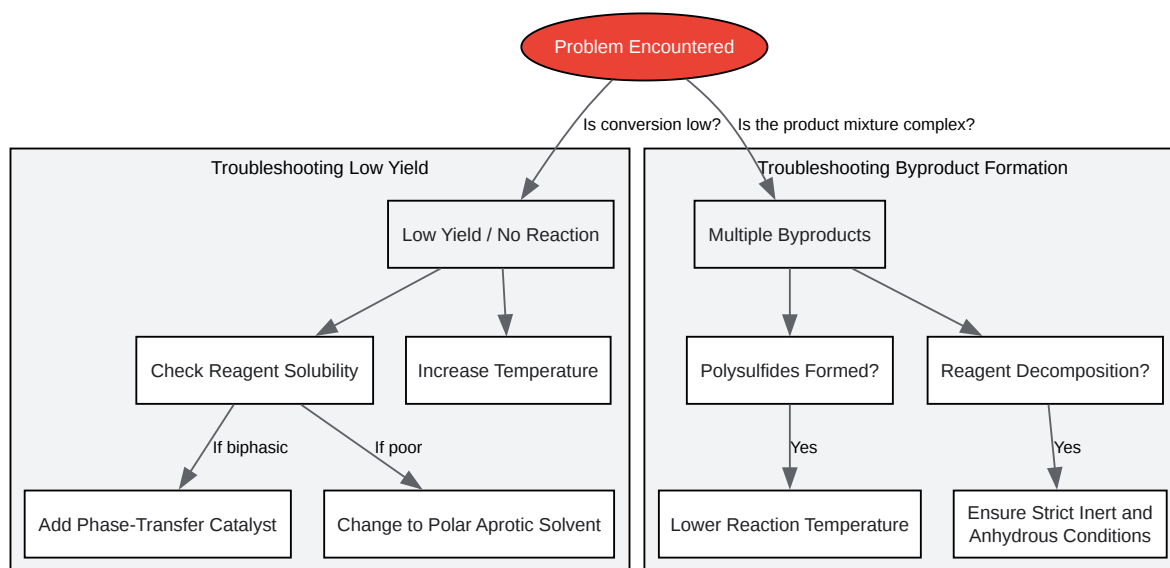 Problem Encountered
Is conversion low?
Is the product mixture complex?
Troubleshooting Low Yield
Troubleshooting Byproduct Formation
Low Yield / No Reaction
Multiple Byproducts
Check Reagent Solubility
Increase Temperature
Polysulfides Formed?
Reagent Decomposition?
If biphasic
If poor
Yes
Yes
Add Phase-Transfer Catalyst
Change to Polar Aprotic Solvent
Lower Reaction Temperature
Ensure Strict Inert and
Anhydrous Conditions